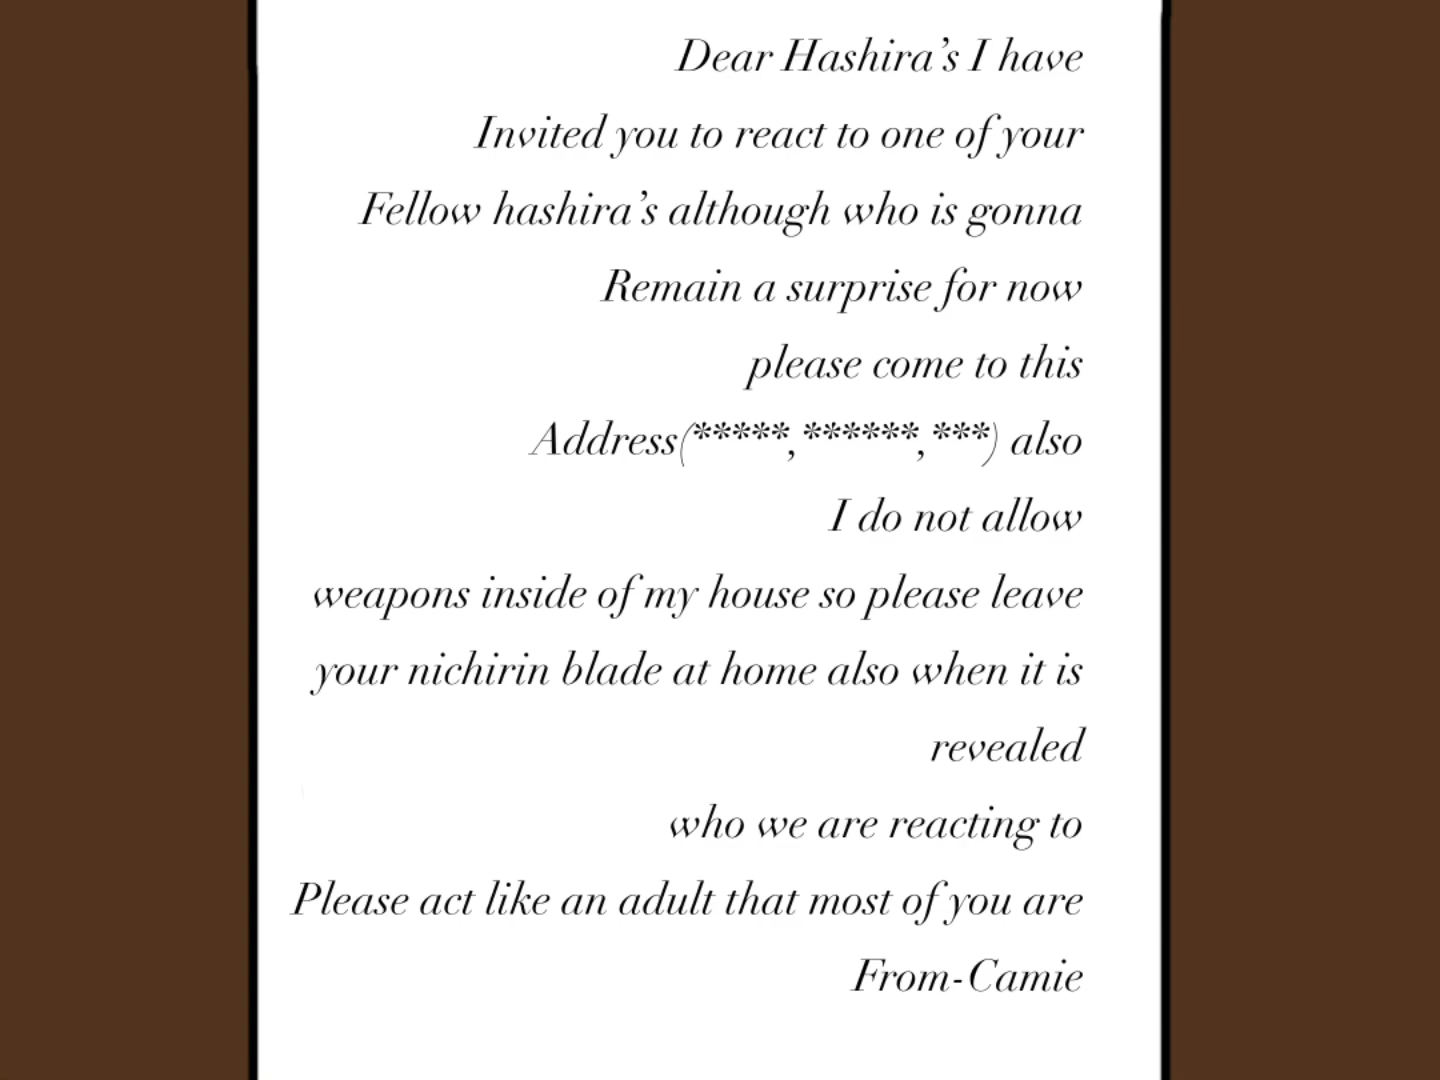 Dear Hashira’s I have
Invited you to react to one of your
Fellow hashira’s although who is gonna
Remain a surprise for now
please come to this
Address(*****,******,***) also
I do not allow
weapons inside of my house so please leave
your nichirin blade at home also when it is
revealed
who we are reacting to
Please act like an adult that most of you are
From-Camie